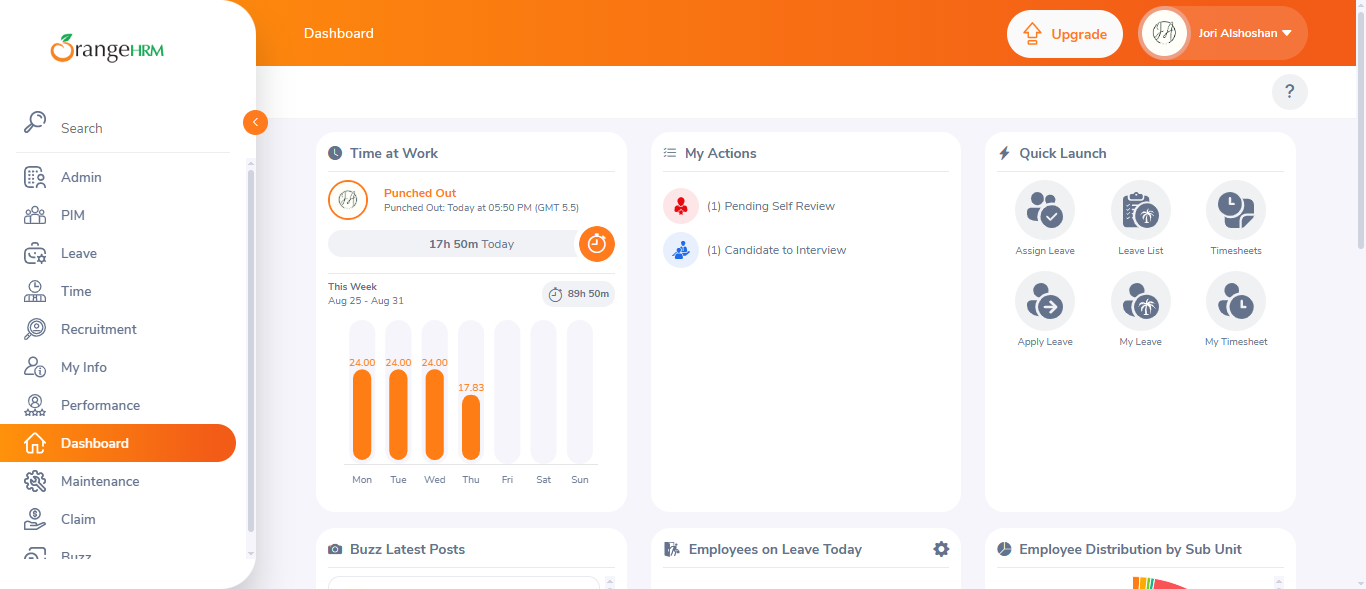 OrangeHRM
Dashboard
Upgrade
Jori Alshoshan
?
Search
Admin
PIM
Leave
Time
Recruitment
My Info
Performance
Dashboard
Maintenance
Claim
Buzz
Time at Work
Punched Out
Punched Out: Today at 05:50 PM (GMT 5.5)
17h 50m Today
This Week
Aug 25 - Aug 31
89h 50m
24.00 24.00 24.00
17.83
Mon Tue Wed Thu Fri Sat Sun
My Actions
(1) Pending Self Review
(1) Candidate to Interview
Quick Launch
Assign Leave Leave List Timesheets
Apply Leave My Leave My Timesheet
Buzz Latest Posts
Employees on Leave Today
Employee Distribution by Sub Unit